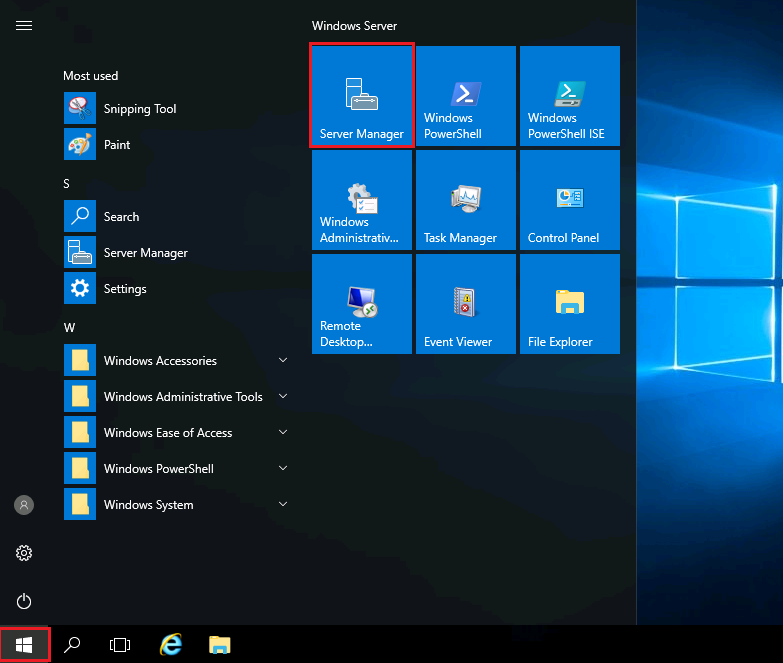 Windows Server
Most used
Snipping Tool
Paint
S
Search
Server Manager
Settings
W
Windows Accessories
Windows Administrative Tools
Windows Ease of Access
Windows PowerShell
Windows System
Server Manager
Windows
PowerShell
Windows
PowerShell ISE
Windows
Administrativ...
Task Manager
Control Panel
Remote
Desktop...
Event Viewer
File Explorer